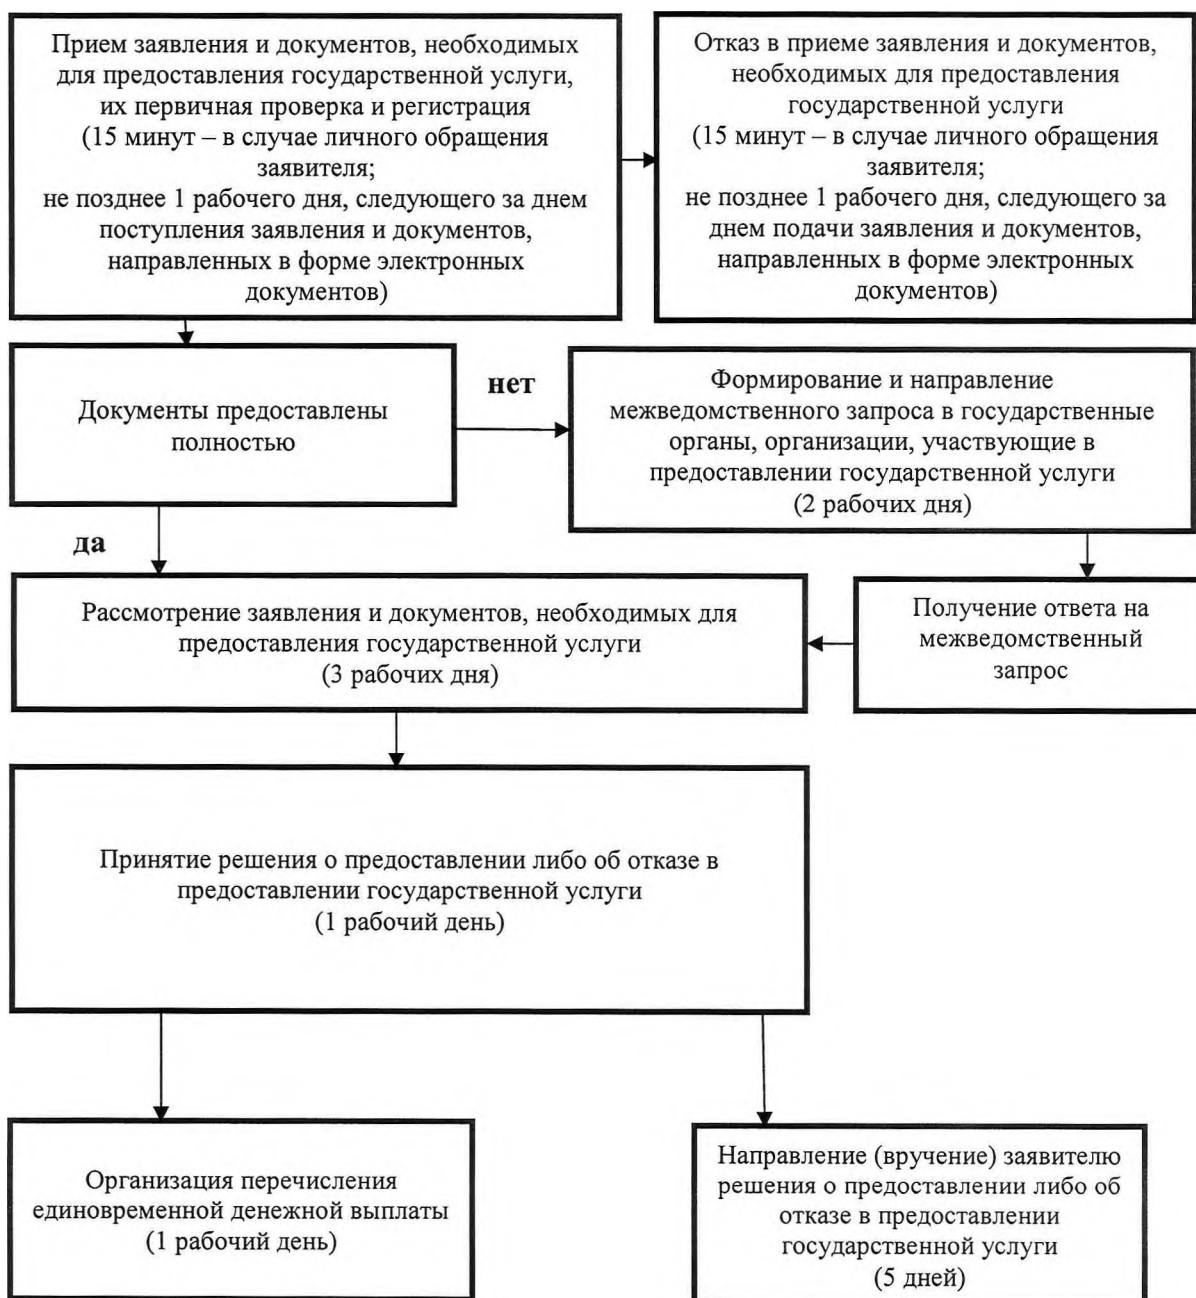 Прием заявления и документов, необходимых
для предоставления государственной услуги,
их первичная проверка и регистрация
(15 минут – в случае личного обращения
заявителя;
не позднее 1 рабочего дня, следующего за днем
поступления заявления и документов,
направленных в форме электронных
документов)
Отказ в приеме заявления и документов,
необходимых для предоставления
государственной услуги
(15 минут – в случае личного обращения
заявителя;
не позднее 1 рабочего дня, следующего за
днем подачи заявления и документов,
направленных в форме электронных
документов)
Документы предоставлены
полностью
нет
Формирование и направление
межведомственного запроса в государственные
органы, организации, участвующие в
предоставлении государственной услуги
(2 рабочих дня)
да
Рассмотрение заявления и документов, необходимых для
предоставления государственной услуги
(3 рабочих дня)
Получение ответа на
межведомственный
запрос
Принятие решения о предоставлении либо об отказе в
предоставлении государственной услуги
(1 рабочий день)
Организация перечисления
единовременной денежной выплаты
(1 рабочий день)
Направление (вручение) заявителю
решения о предоставлении либо об
отказе в предоставлении
государственной услуги
(5 дней)